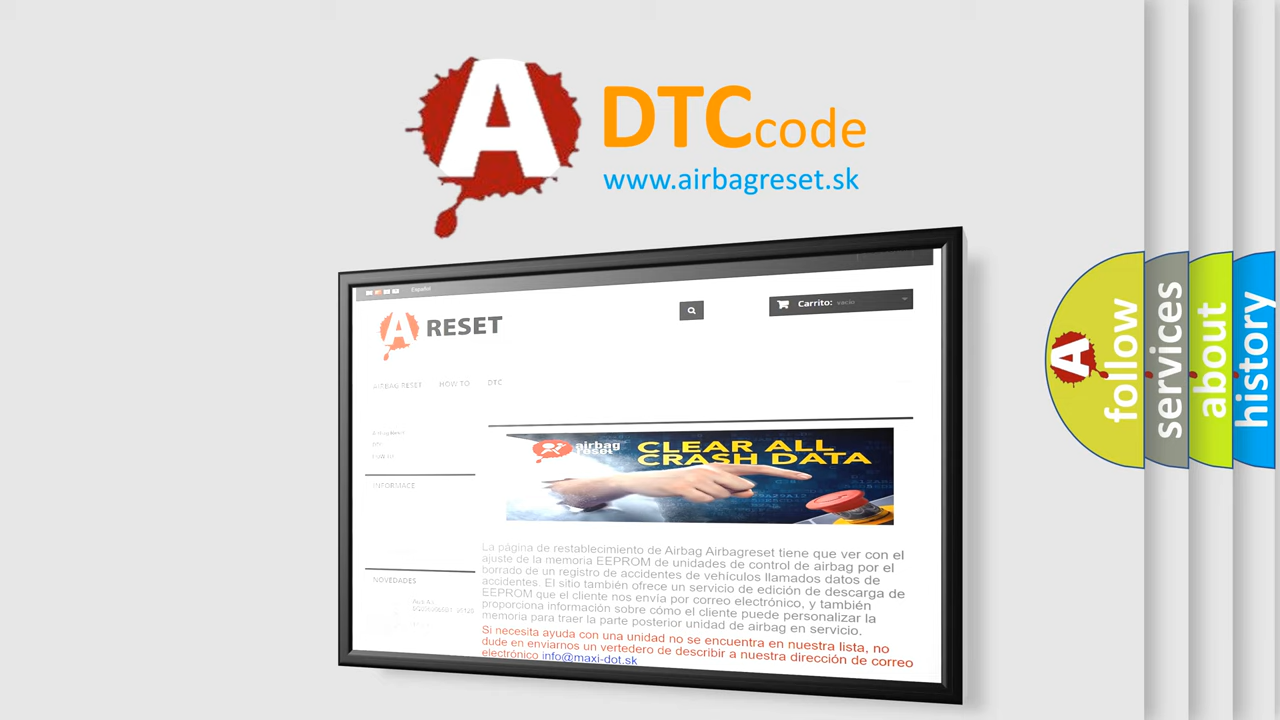 A DTC code
www.airbagreset.sk
Español
A RESET
Carrito: vacío
AIRBAG RESET HOW TO DTC
INFORMACE
NOVEDADES
airbag
reset
CLEAR ALL
CRASH DATA
La página de restablecimiento de Airbag Airbagreset tiene que ver con el
ajuste de la memoria EEPROM de unidades de control de airbag por el
borrado de un registro de accidentes de vehículos llamados datos de
accidentes. El sitio también ofrece un servicio de edición de descarga de
EEPROM que el cliente nos envía por correo electrónico, y también
proporciona información sobre cómo el cliente puede personalizar la
memoria para traer la parte posterior unidad de airbag en servicio.
Si necesita ayuda con una unidad no se encuentra en nuestra lista, no
dude en enviarnos un vertedero de describir a nuestra dirección de correo
electrónico info@maxi-dot.sk
A follow
services
about
history